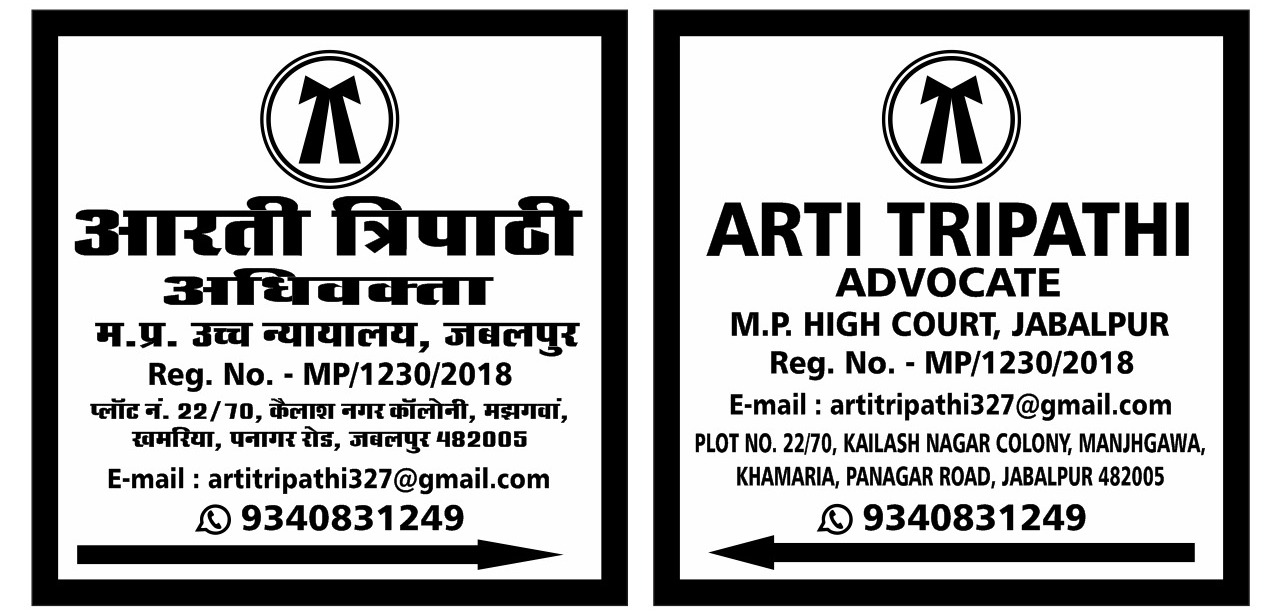 आरती त्रिपाठी
अधिवक्ता
म.प्र. उच्च न्यायालय, जबलपुर
Reg. No. - MP/1230/2018
प्लॉट नं. 22/70, कैलाश नगर कॉलोनी, मझगवां,
खमरिया, पनागर रोड, जबलपुर 482005
E-mail : artitripathi327@gmail.com
9340831249
ARTI TRIPATHI
ADVOCATE
M.P. HIGH COURT, JABALPUR
Reg. No. - MP/1230/2018
E-mail : artitripathi327@gmail.com
PLOT NO. 22/70, KAILASH NAGAR COLONY, MANJHGAWA,
KHAMARIA, PANAGAR ROAD, JABALPUR 482005
9340831249